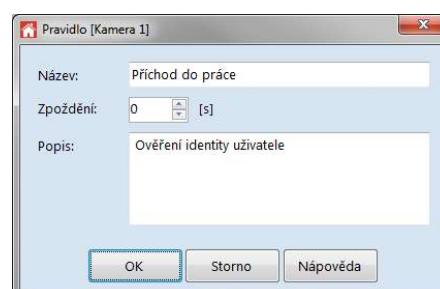 Pravidlo [Kamera 1]
Název: Příchod do práce
Zpoždění: 0 [s]
Popis: Ověření identity uživatele
OK Storno Nápověda